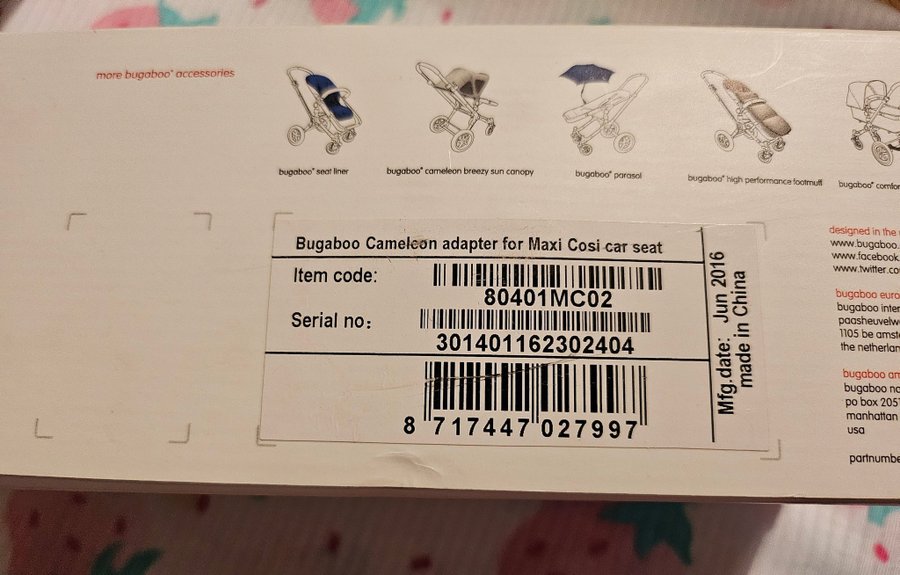 more bugaboo® accessories
bugaboo® seat liner
bugaboo® cameleon breezy sun canopy
bugaboo® parasol
bugaboo® high performance footmuff
bugaboo® comfor
Bugaboo Cameleon adapter for Maxi Cosi car seat
Item code:
80401MC02
Serial no:
301401162302404
8 717447 027997
Mfg.date: Jun 2016
made in China
designed in the
www.bugaboo.
www.facebook.
www.twitter.co
bugaboo euro
bugaboo inter
paasheuvelw
1105 be amste
the netherlan
bugaboo am
bugaboo no
po box 205
manhattan
usa
partnumbe